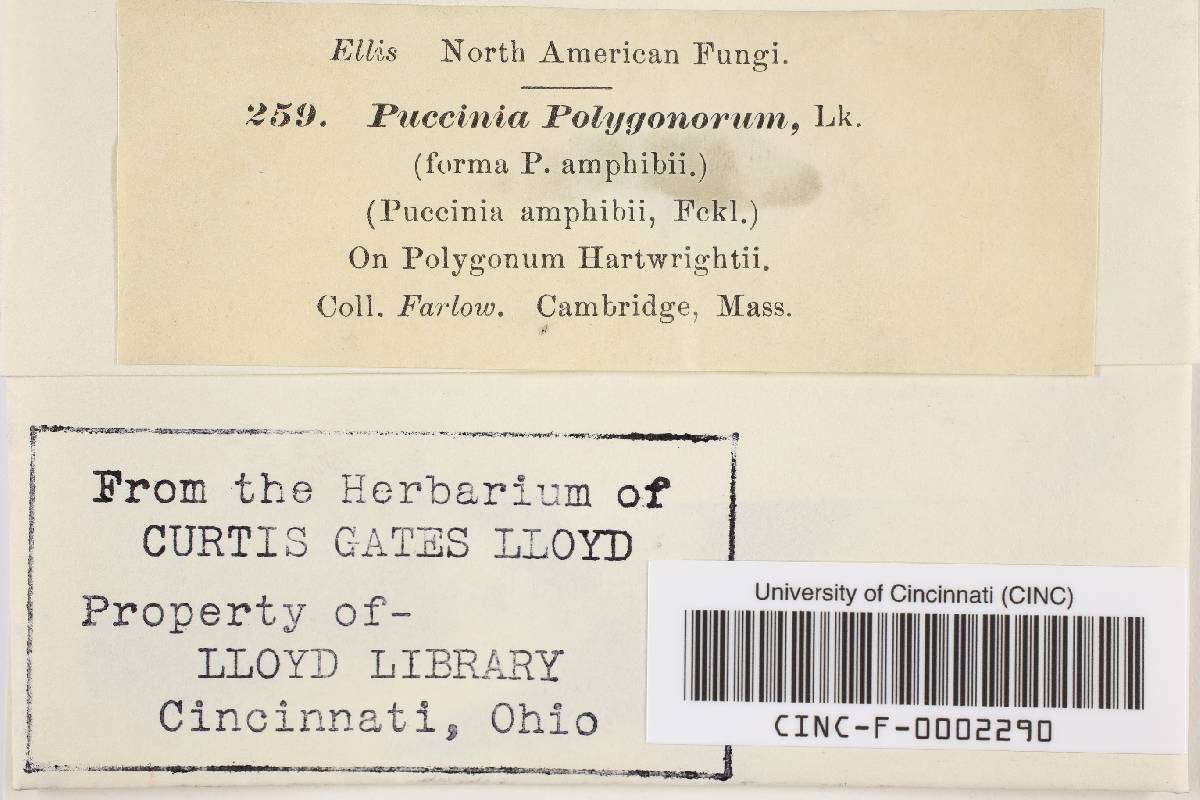 Ellis North American Fungi.
259. Puccinia Polygonorum, Lk.
(forma P. amphibii.)
(Puccinia amphibii, Fckl.)
On Polygonum Hartwrightii.
Coll. Farlow. Cambridge, Mass.
From the Herbarium of
CURTIS GATES LLOYD
Property of-
LLOYD LIBRARY
Cincinnati, Ohio
University of Cincinnati (CINC)
CINC-F-0002290